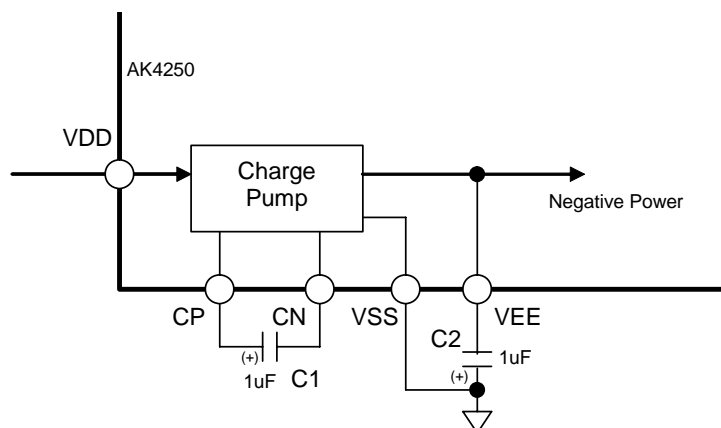 AK4250
VDD
Charge
Pump
Negative Power
CP
CN
VSS
VEE
(+)
1uF
C1
C2
1uF
(+)